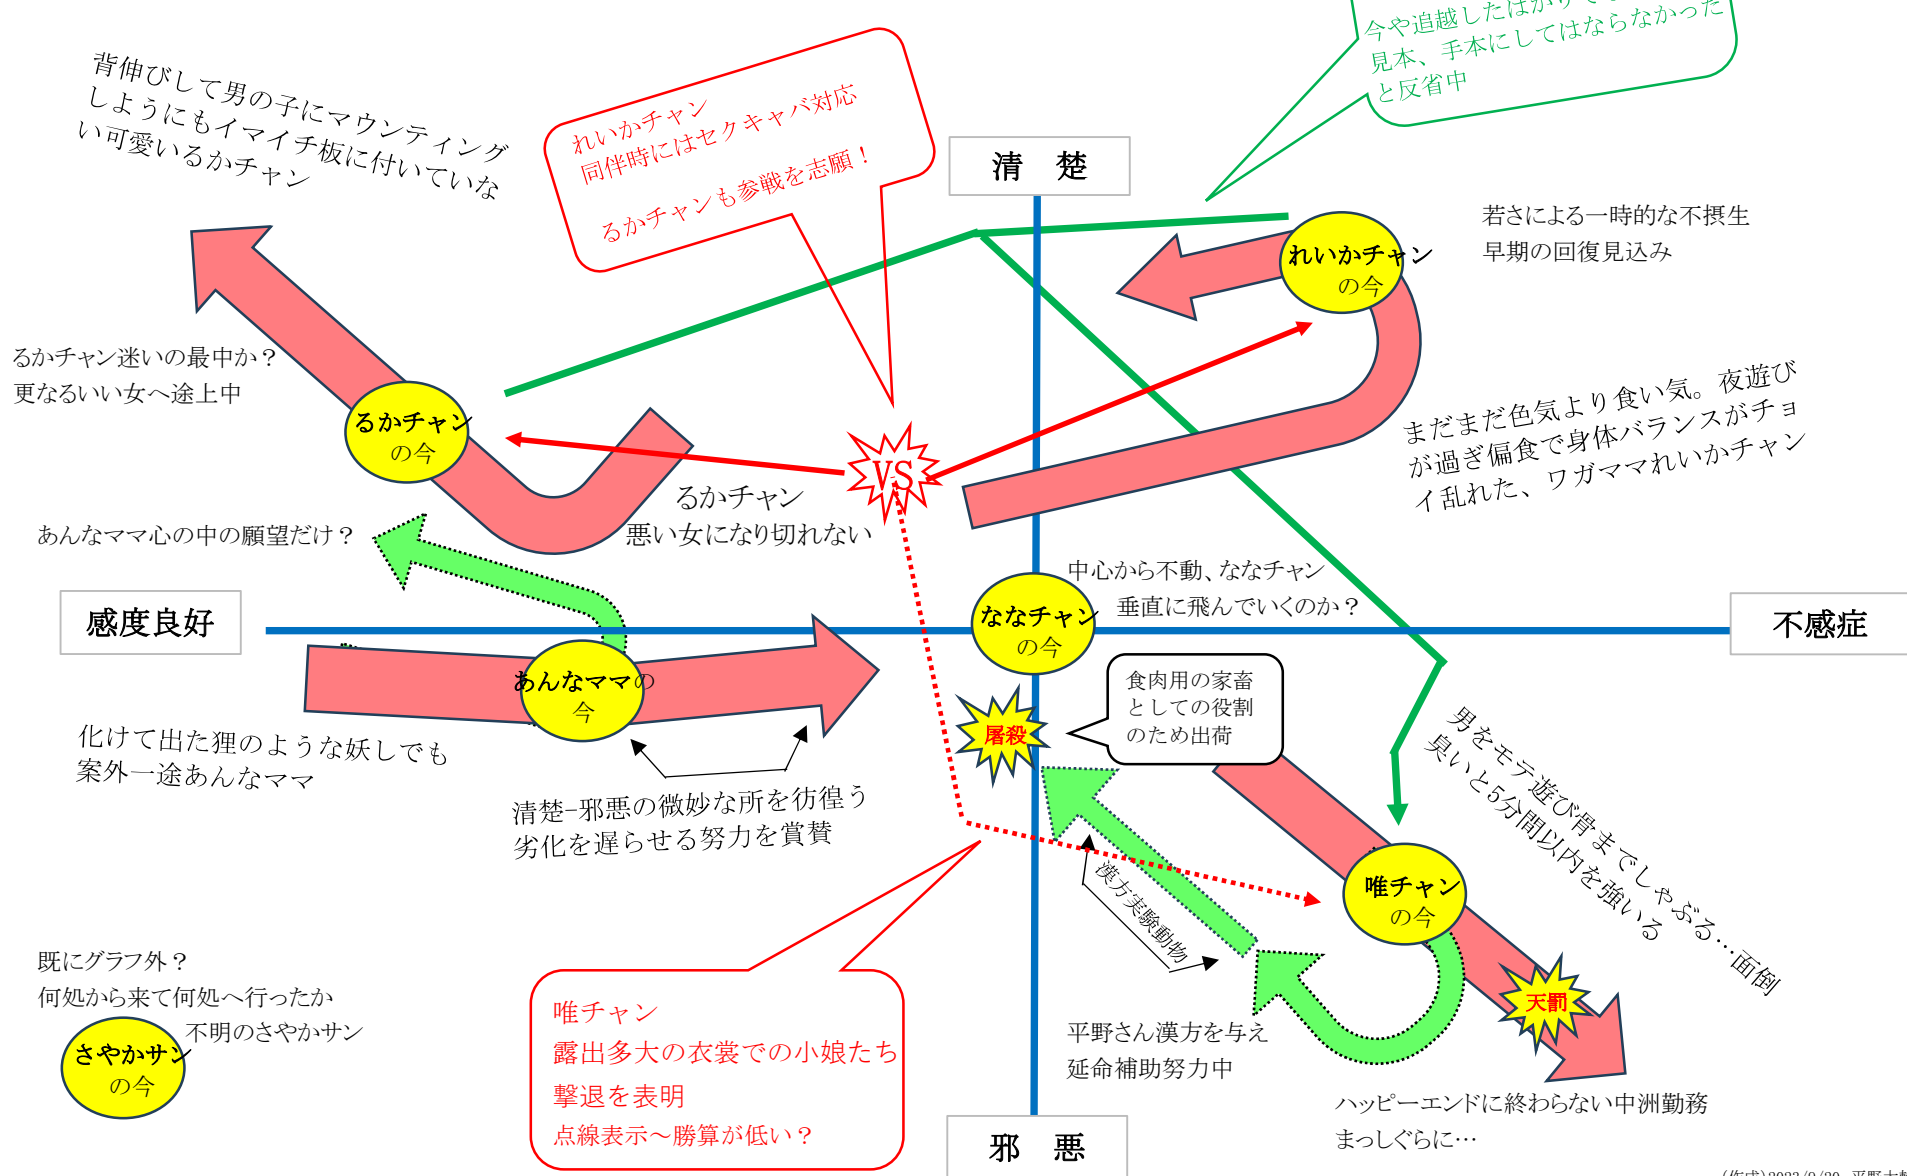 今や追越したばかりで
見本、手本にしてはならなかった
と反省中
背伸びして男の子にマウンティング
しようにもイマイチ板に付いていな
い可愛いるかチャン
れいかチャン
同伴時にはセクキャバ対応
るかチャンも参戦を志願！
清　楚
若さによる一時的な不摂生
早期の回復見込み
れいかチャン
の今
るかチャン迷いの最中か？
更なるいい女へ途上中
るかチャン
の今
まだまだ色気より食い気。夜遊び
が過ぎ偏食で身体バランスがチョ
イ乱れた、ワガママれいかチャン
VS
るかチャン
悪い女になり切れない
あんなママ心の中の願望だけ？
中心から不動、ななチャン
垂直に飛んでいくのか？
感度良好
ななチャン
の今
不感症
あんなママの
今
食肉用の家畜
としての役割
のため出荷
屠殺
化けて出た狸のような妖しでも
案外一途あんなママ
清楚-邪悪の微妙な所を彷徨う
劣化を遅らせる努力を賞賛
男をモテ遊び骨までしゃぶる…面倒
臭いと5分間以内を強いる
漢方実験動物
唯チャン
の今
既にグラフ外？
何処から来て何処へ行ったか
不明のさやかサン
さやかサン
の今
唯チャン
露出多大の衣裳での小娘たち
撃退を表明
点線表示～勝算が低い？
天罰
平野さん漢方を与え
延命補助努力中
ハッピーエンドに終わらない中洲勤務
まっしぐらに…
邪　悪